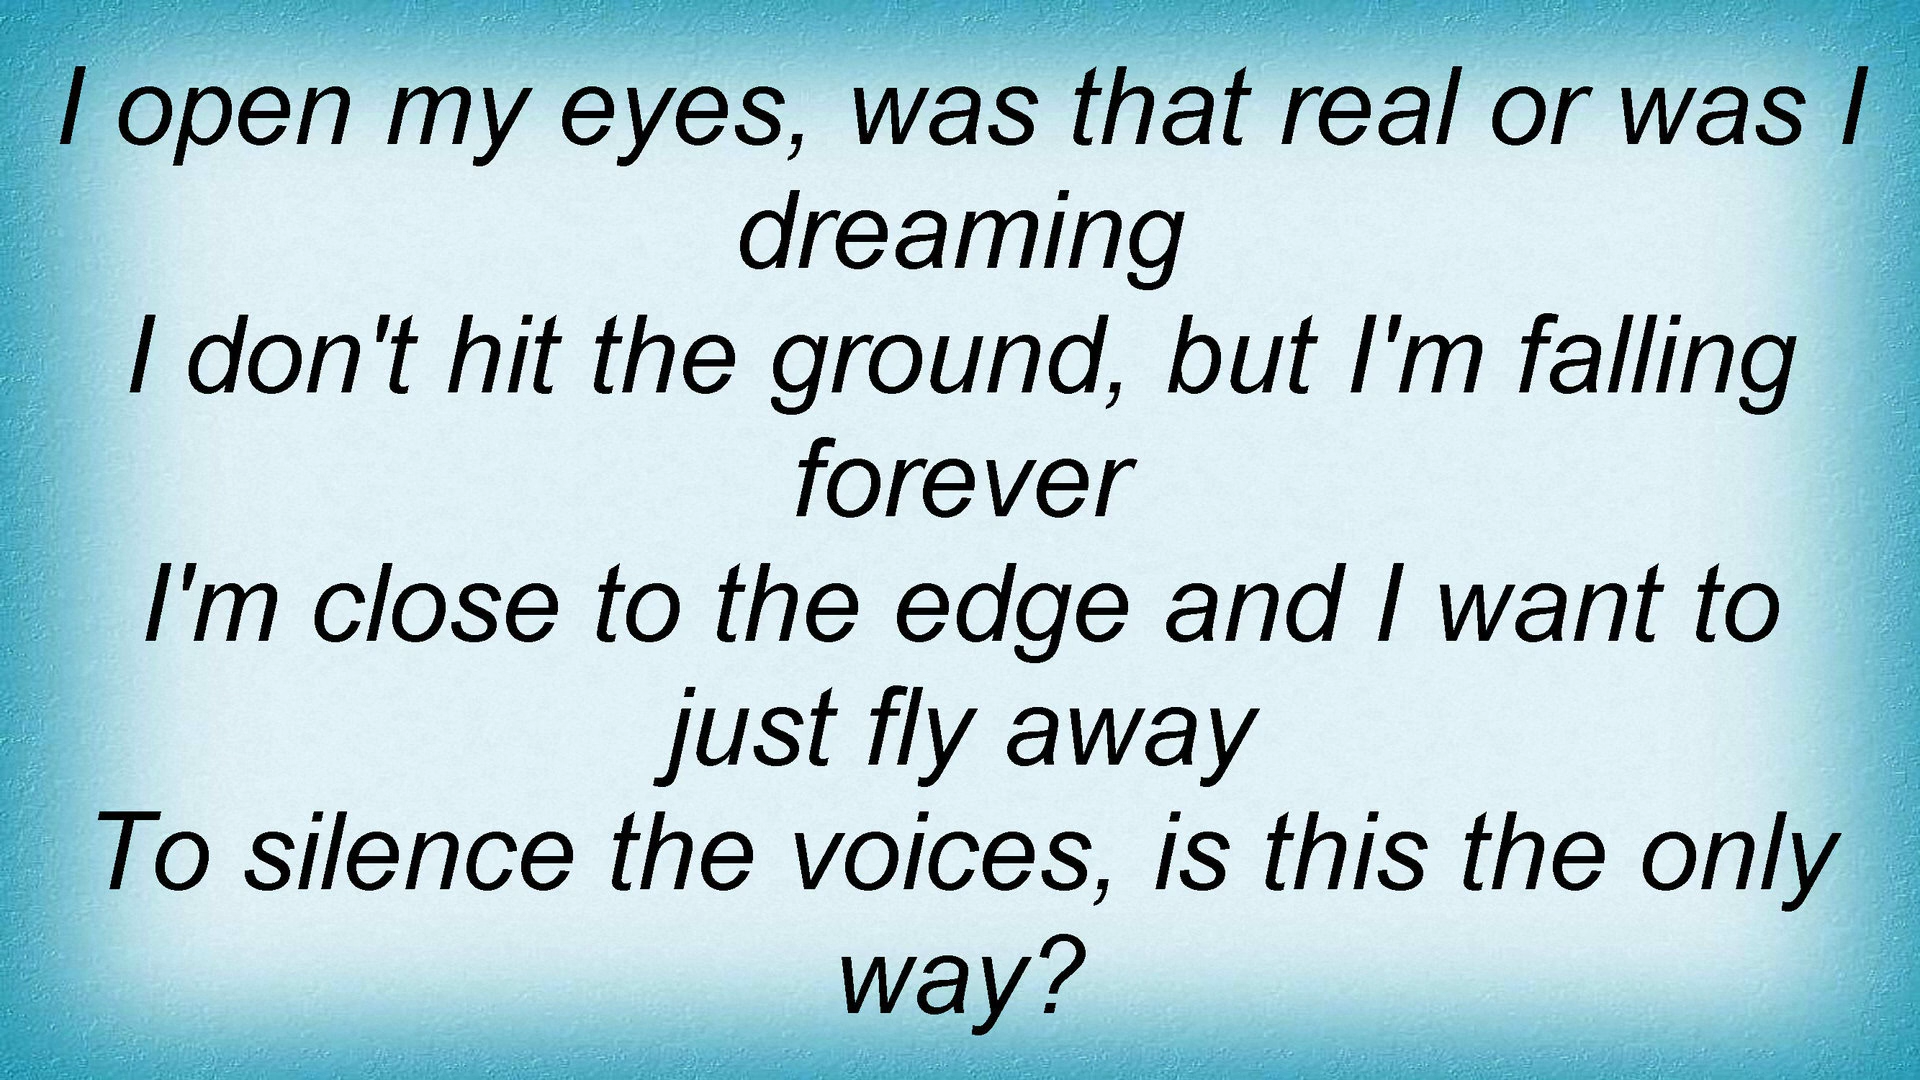 I open my eyes, was that real or was I
dreaming
I don't hit the ground, but I'm falling
forever
I'm close to the edge and I want to
just fly away
To silence the voices, is this the only
way?